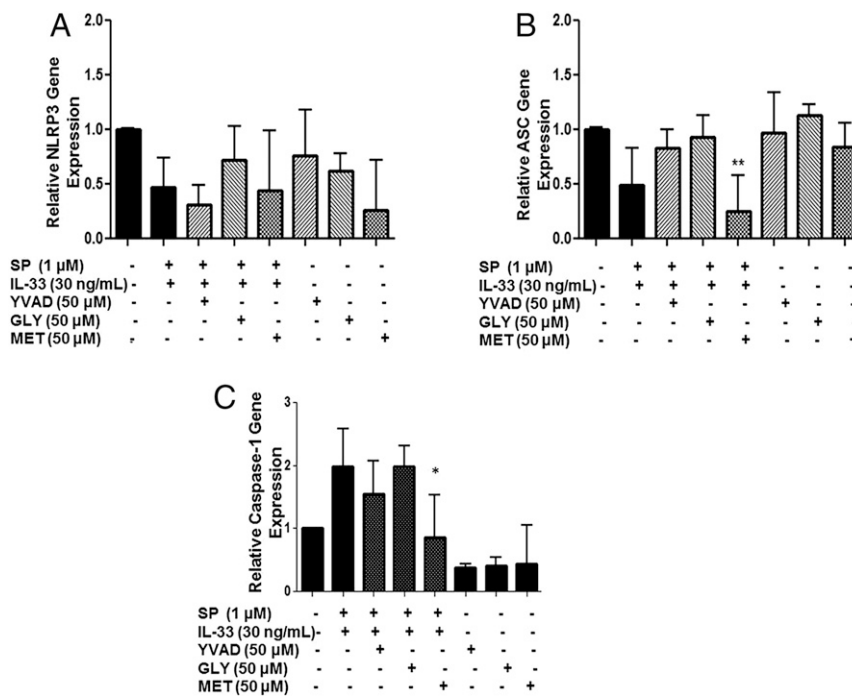 A
Relative NLRP3 Gene
Expression
2.0
1.5
1.0
0.5
0.0
SP (1 µM) - + + + + - - -
IL-33 (30 ng/mL) - + + + + - - -
YVAD (50 µM) - - + - - + - -
GLY (50 µM) - - - + - - + -
MET (50 µM) - - - - + - - +
B
Relative ASC Gene
Expression
2.0
1.5
1.0
0.5
0.0
**
SP (1 µM) - + + + + - - -
IL-33 (30 ng/mL) - + + + + - - -
YVAD (50 µM) - - + - - + - -
GLY (50 µM) - - - + - - + -
MET (50 µM) - - - - + - -
C
Relative Caspase-1 Gene
Expression
3
2
1
0
*
SP (1 µM) - + + + + - - -
IL-33 (30 ng/mL)- + + + + - - -
YVAD (50 µM) - - + - - + - -
GLY (50 µM) - - - + - - + -
MET (50 µM) - - - - + - - +